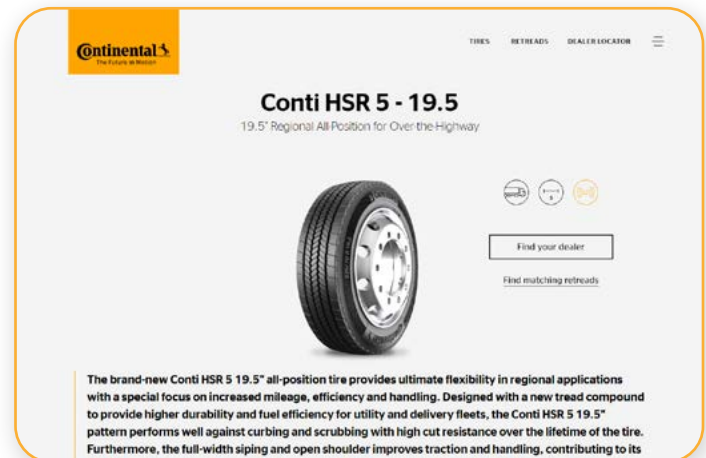 Continental
The Future in Motion
TIRES RETREADS DEALER LOCATOR
Conti HSR 5 - 19.5
19.5" Regional All-Position for Over-the-Highway
Find your dealer
Find matching retreads
The brand-new Conti HSR 5 19.5" all-position tire provides ultimate flexibility in regional applications
with a special focus on increased mileage, efficiency and handling. Designed with a new tread compound
to provide higher durability and fuel efficiency for utility and delivery fleets, the Conti HSR 5 19.5"
pattern performs well against curbing and scrubbing with high cut resistance over the lifetime of the tire.
Furthermore, the full-width siping and open shoulder improves traction and handling, contributing to its